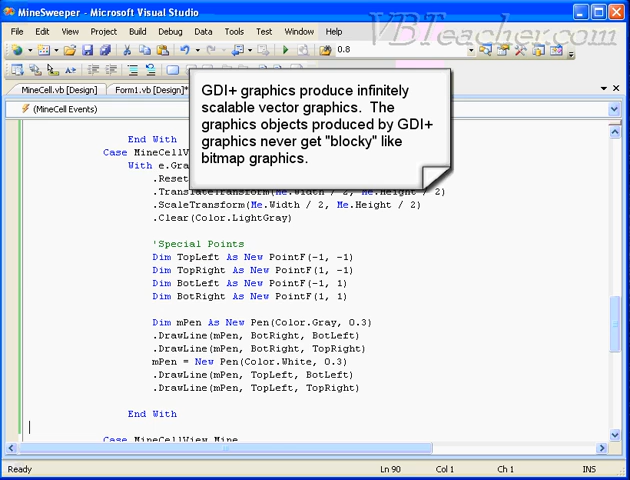 MineSweeper - Microsoft Visual Studio
File Edit View Project Build Debug Data Tools Test Window Help
VBTeacher.com
0.8
MineCell.vb [Design] Form1.vb [Design]*
(MineCell Events)
GDI+ graphics produce infinitely
scalable vector graphics. The
graphics objects produced by GDI+
graphics never get "blocky" like
bitmap graphics.
End With
Case MineCellV
With e.Gra
.Reset
.TranslateTransform(Me.Width / 2, Me.Height / 2)
.ScaleTransform(Me.Width / 2, Me.Height / 2)
.Clear(Color.LightGray)
'Special Points
Dim TopLeft As New PointF(-1, -1)
Dim TopRight As New PointF(1, -1)
Dim BotLeft As New PointF(-1, 1)
Dim BotRight As New PointF(1, 1)
Dim mPen As New Pen(Color.Gray, 0.3)
.DrawLine(mPen, BotRight, BotLeft)
.DrawLine(mPen, BotRight, TopRight)
mPen = New Pen(Color.White, 0.3)
.DrawLine(mPen, TopLeft, BotLeft)
.DrawLine(mPen, TopLeft, TopRight)
End With
Case MineCellView.Mine
Ready Ln 90 Col 1 Ch 1 INS